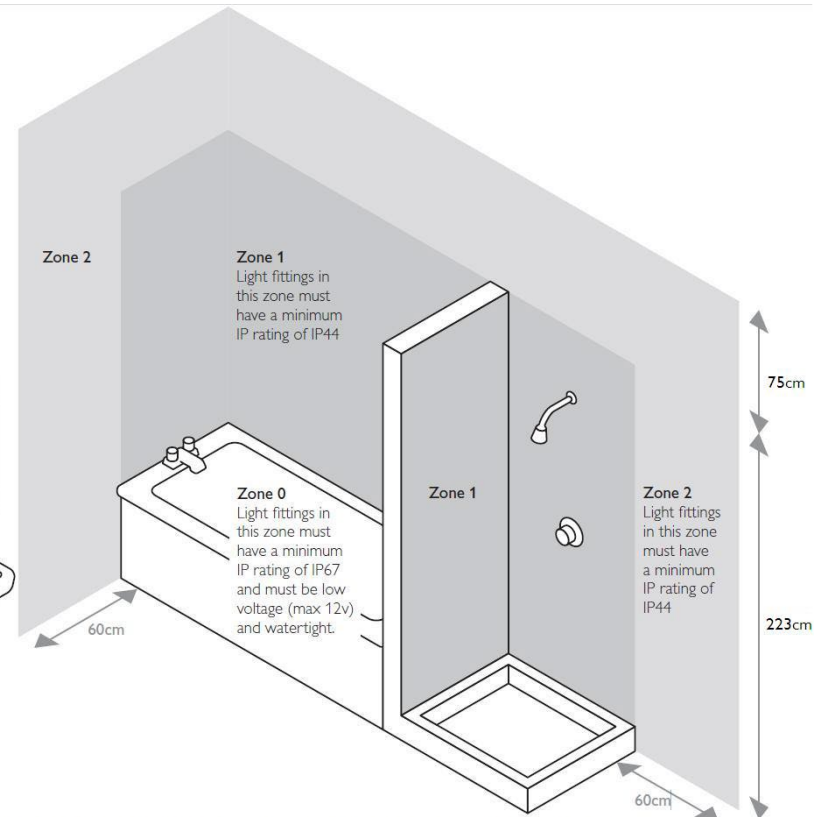 Zone 2
Zone 1
Light fittings in
this zone must
have a minimum
IP rating of IP44
75cm
Zone 0
Light fittings in
this zone must
have a minimum
IP rating of IP67
and must be low
voltage (max 12v)
and watertight.
Zone 1
Zone 2
Light fittings
in this zone
must have
a minimum
IP rating of
IP44
223cm
60cm
60cm